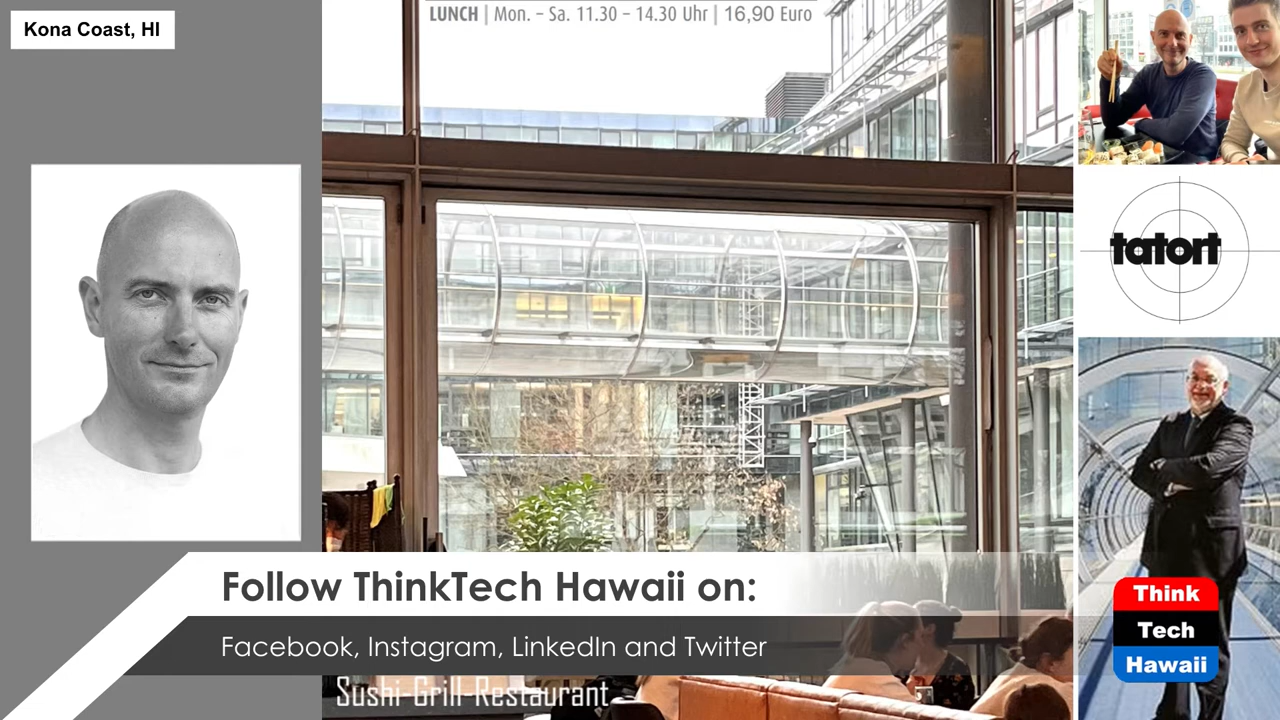 Kona Coast, HI
LUNCH | Mon. – Sa. 11.30 – 14.30 Uhr | 16,90 Euro
tatort
Follow ThinkTech Hawaii on:
Facebook, Instagram, LinkedIn and Twitter
Sushi-Grill-Restaurant
Think
Tech
Hawaii